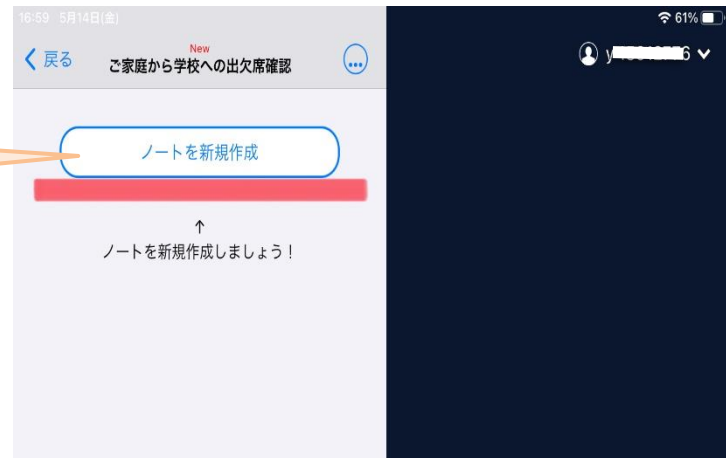 16:59 5月14日(金)
61%
戻る
New
ご家庭から学校への出欠席確認
ノートを新規作成
↑
ノートを新規作成しましょう！